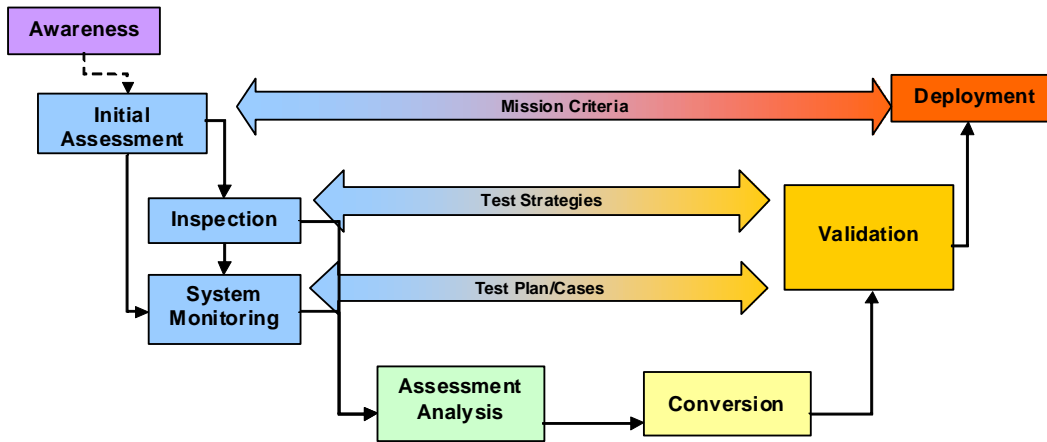 Awareness
Initial
Assessment
Mission Criteria
Deployment
Inspection
Test Strategies
Validation
System
Monitoring
Test Plan/Cases
Assessment
Analysis
Conversion